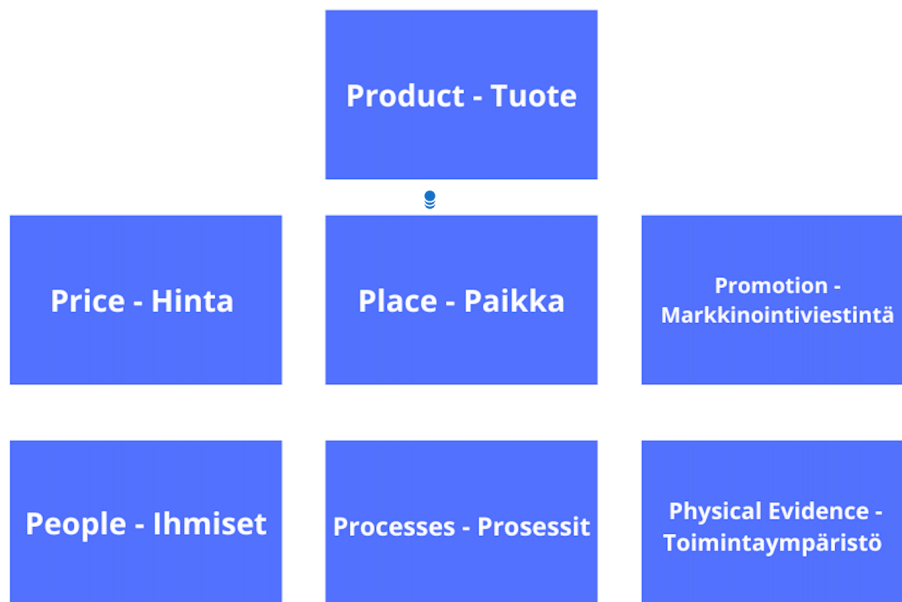 Product - Tuote
Price - Hinta
Place - Paikka
Promotion -
Markkinointiviestintä
People - Ihmiset
Processes - Prosessit
Physical Evidence -
Toimintaympäristö